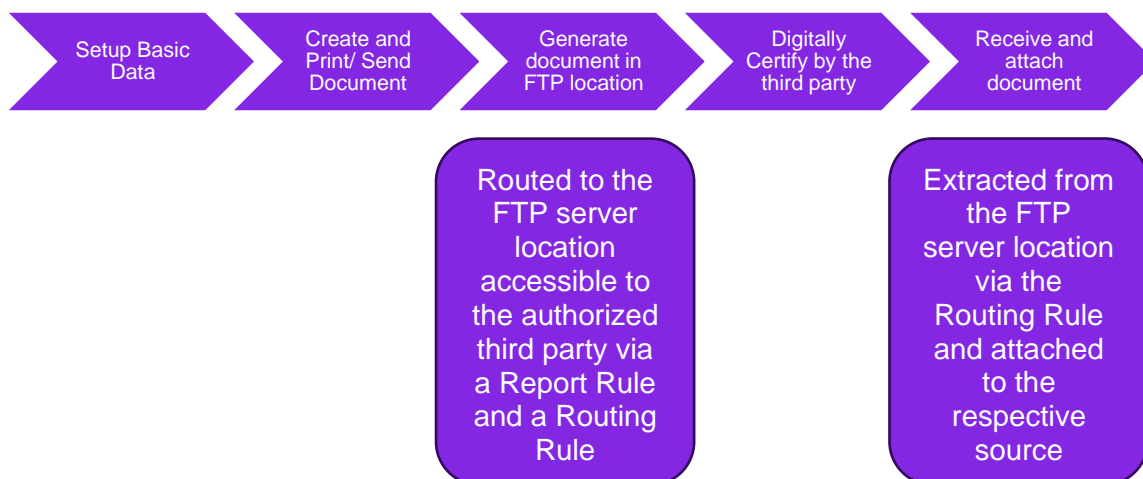 Setup Basic
Data
Create and
Print/ Send
Document
Generate
document in
FTP location
Digitally
Certify by the
third party
Receive and
attach
document
Routed to the
FTP server
location
accessible to
the authorized
third party via
a Report Rule
and a Routing
Rule
Extracted from
the FTP
server location
via the
Routing Rule
and attached
to the
respective
source